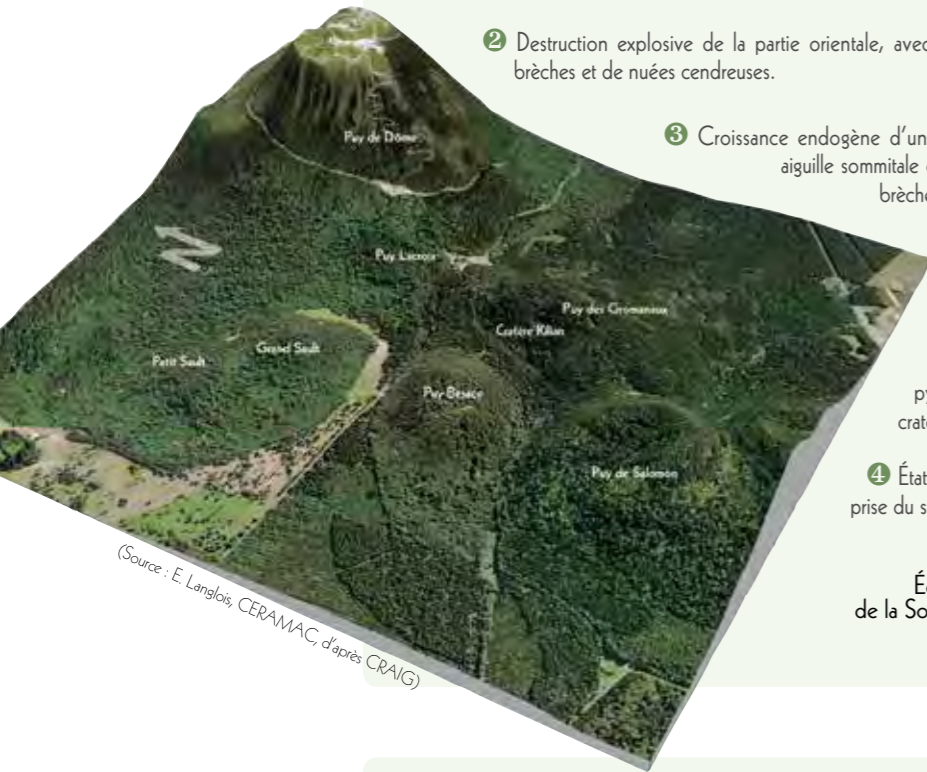 ❷ Destruction explosive de la partie orientale, avec
brèches et de nuées cendreuses.
❸ Croissance endogène d'un
aiguille sommitale
brèche
Puy de Dôme
N
Puy Lacroix
Puy des Gromanaux
Cratère Kilian
Petit Sault
Grand Sault
Puy Besace
Puy de Salomon
py
crat
❹ État
prise du s
de la So
(Source : E. Langlois, CERAMAC, d'après CRAIG)